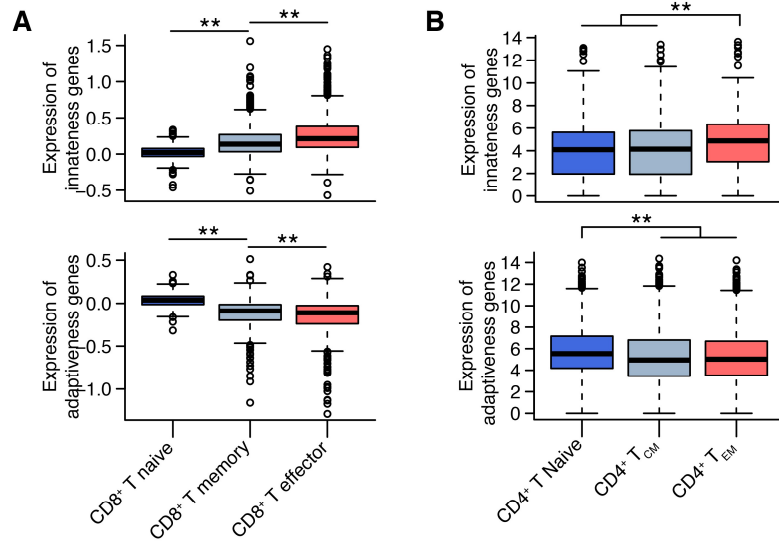 A
**
**
Expression of
innateness genes
1.5
1.0
0.5
0.0
−0.5
**
**
Expression of
adaptiveness genes
0.5
0.0
−0.5
1.0
CD8⁺ T naive
CD8⁺ T memory
CD8⁺ T effector
B
**
Expression of
innateness genes
14
12
10
8
6
4
2
0
**
Expression of
adaptiveness genes
14
12
10
8
6
4
2
0
CD4⁺ T Naive
CD4⁺ T CM
CD4⁺ T EM